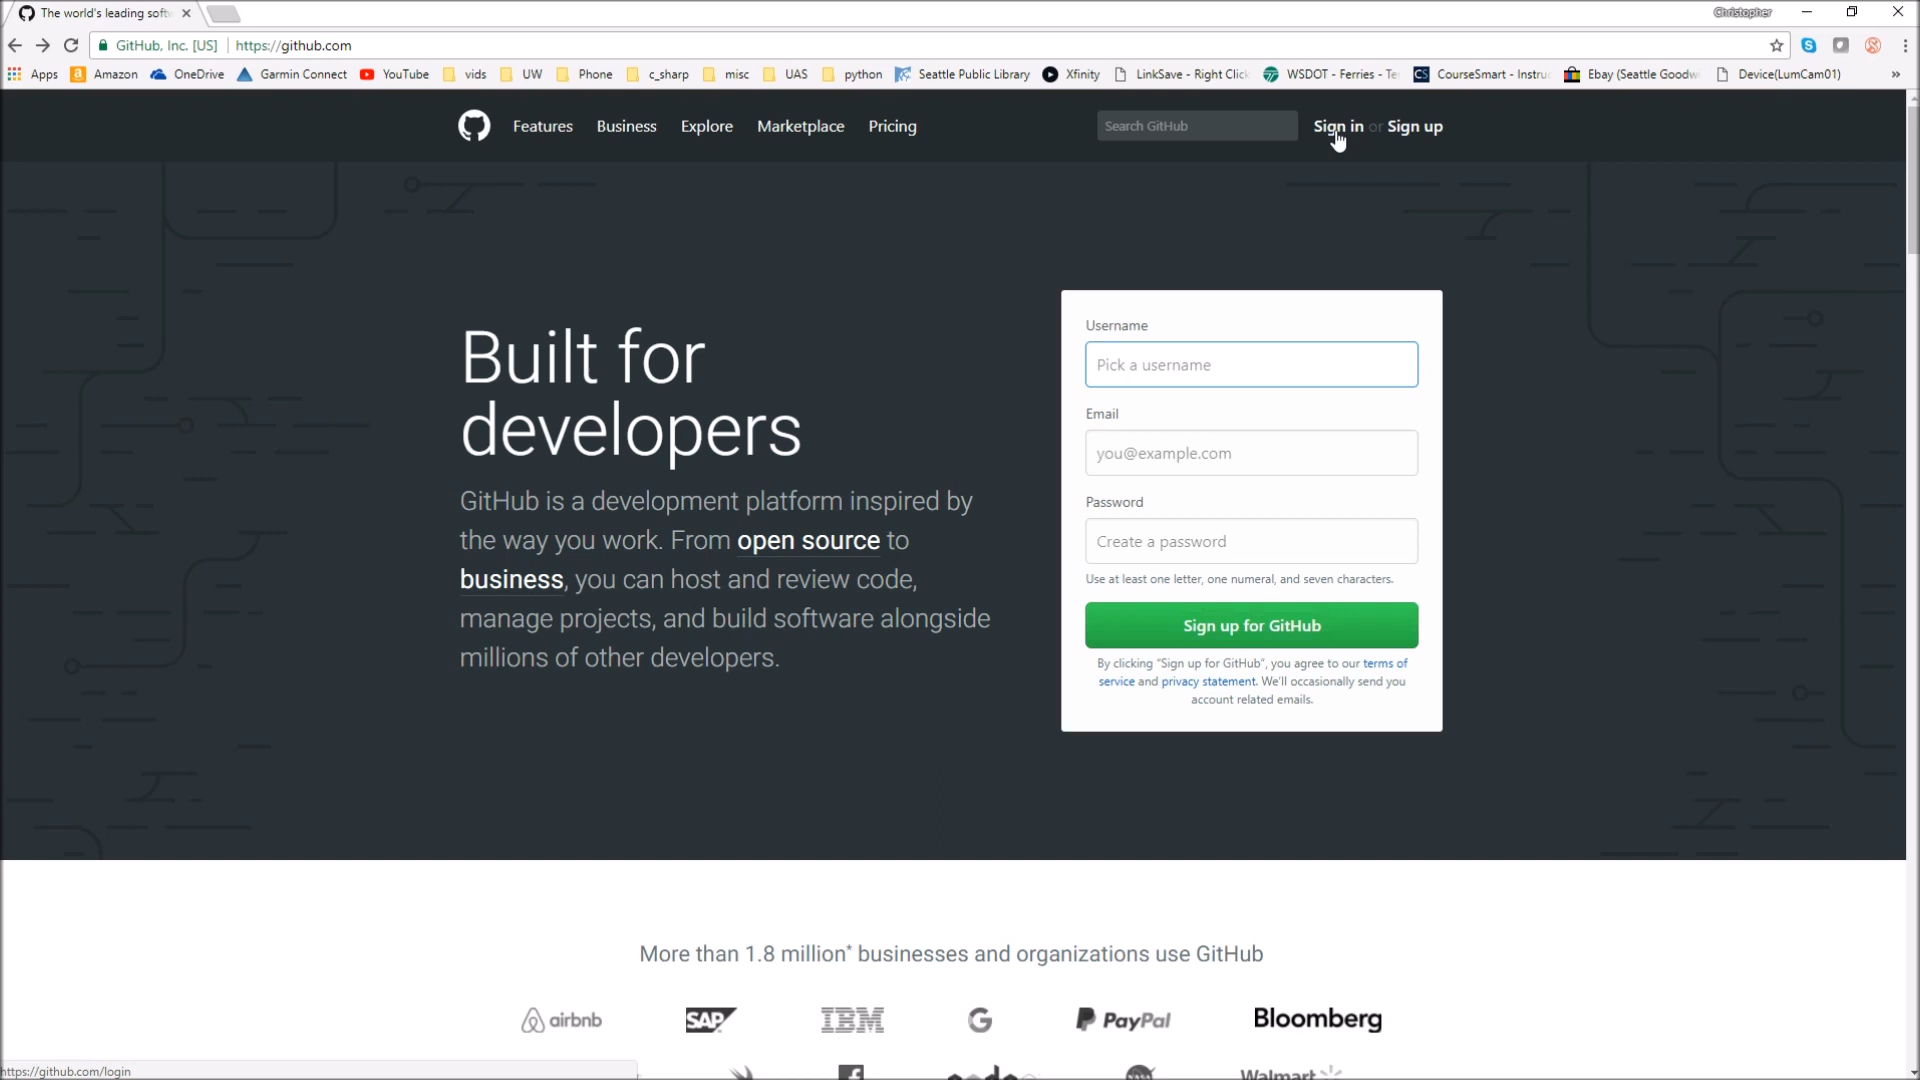 The world's leading softw
Christopher
GitHub, Inc. [US] https://github.com
Apps Amazon OneDrive Garmin Connect YouTube vids UW Phone c_sharp misc UAS python Seattle Public Library Xfinity LinkSave - Right Click WSDOT - Ferries - Te CourseSmart - Instruc Ebay (Seattle Goodw Device(LumCam01) »
Features Business Explore Marketplace Pricing Search GitHub Sign in or Sign up
Built for
developers
GitHub is a development platform inspired by
the way you work. From open source to
business, you can host and review code,
manage projects, and build software alongside
millions of other developers.
Username
Pick a username
Email
you@example.com
Password
Create a password
Use at least one letter, one numeral, and seven characters.
Sign up for GitHub
By clicking "Sign up for GitHub", you agree to our terms of
service and privacy statement. We'll occasionally send you
account related emails.
More than 1.8 million* businesses and organizations use GitHub
airbnb SAP IBM G PayPal Bloomberg
Walmart
https://github.com/login